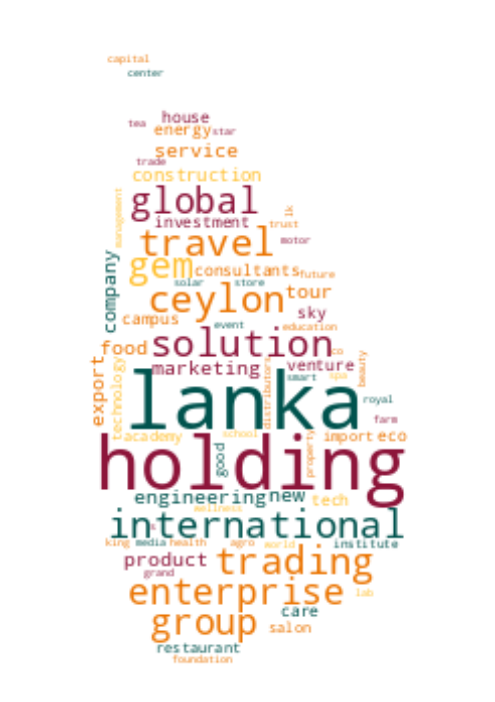 capital
center
tea
house
energy star
service
trade
construction
global
management
investment
lk
trust
travel
motor
company
gem
consultants future
solar store
ceylon tour
campus
event
sky
education
solution
food
co
export
technology
marketing
distributors
venture
smart spa
beauty
lanka
royal
farm
academy
school
good
property
import eco
holding
engineering new tech
wellness
international
king media health agro world institute
product
grand
trading
enterprise
lab
care
group
salon
restaurant
foundation